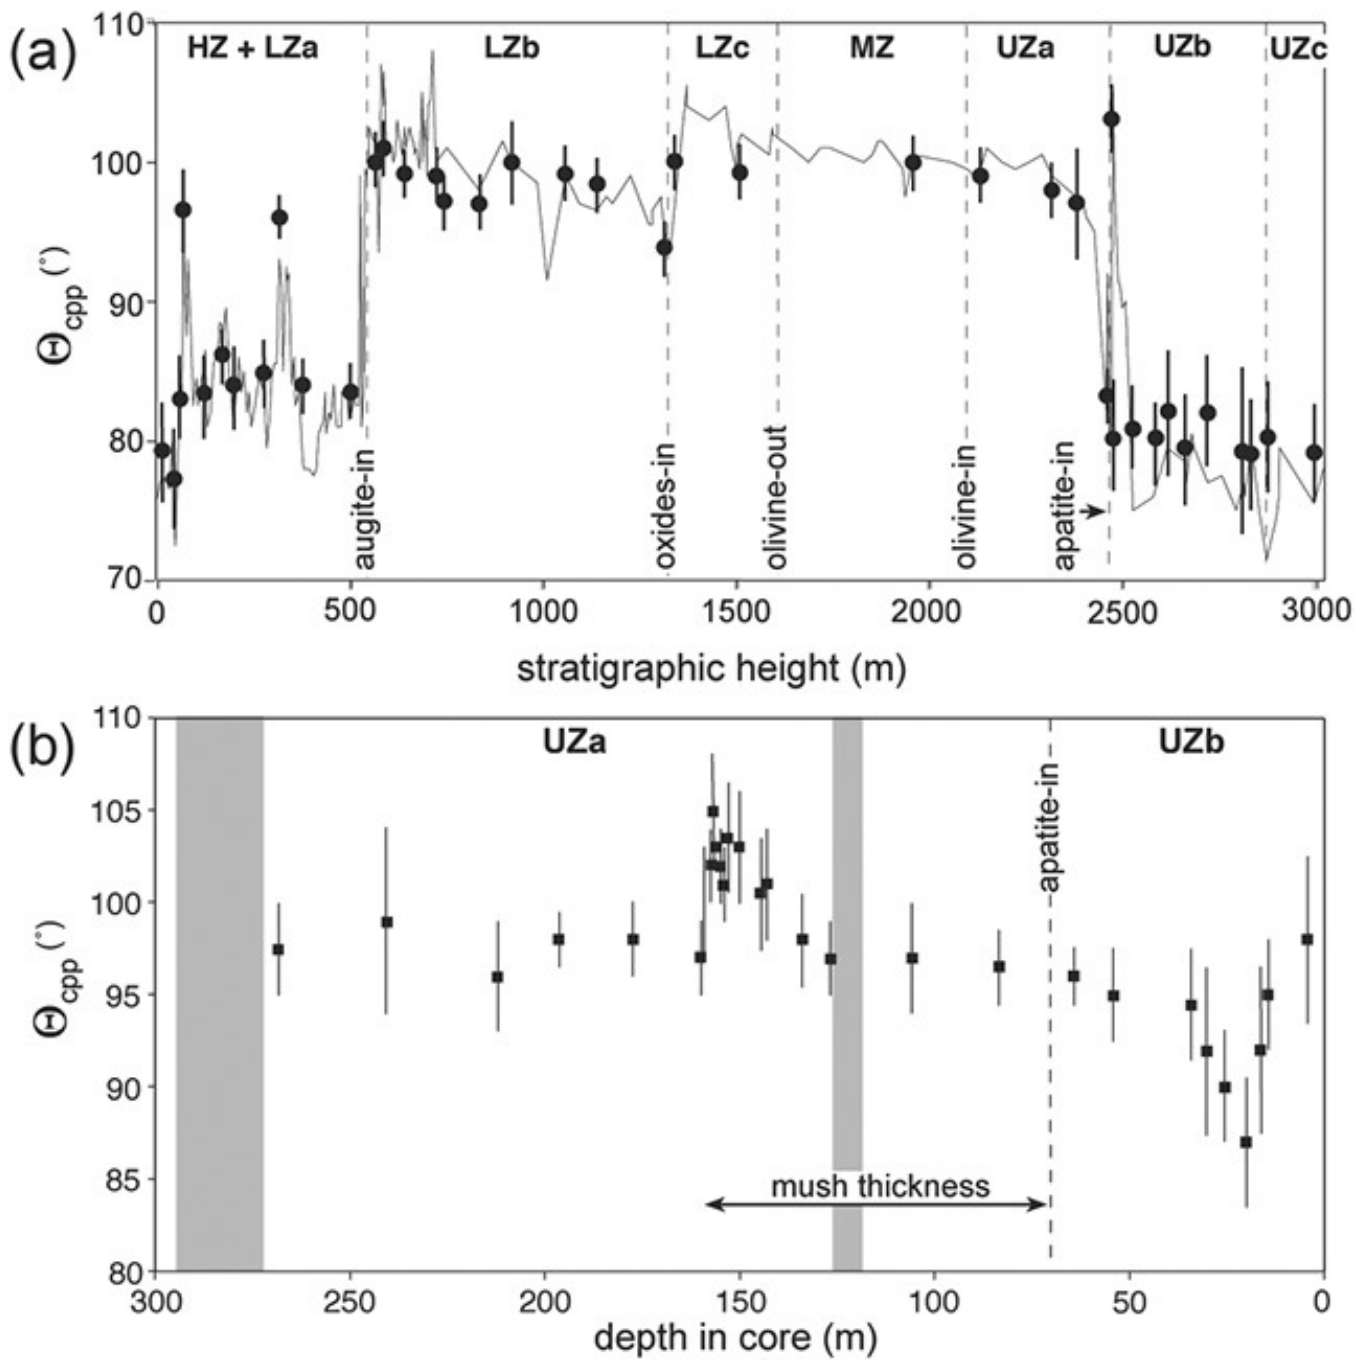 (a)
110
HZ + LZa
LZb
LZc
MZ
UZa
UZb
UZc
100
90
80
70
Θcpp (°)
augite-in
oxides-in
olivine-out
olivine-in
apatite-in
0
500
1000
1500
2000
2500
3000
stratigraphic height (m)
(b)
110
UZa
UZb
105
100
95
90
85
80
Θcpp (°)
apatite-in
mush thickness
300
250
200
150
100
50
0
depth in core (m)